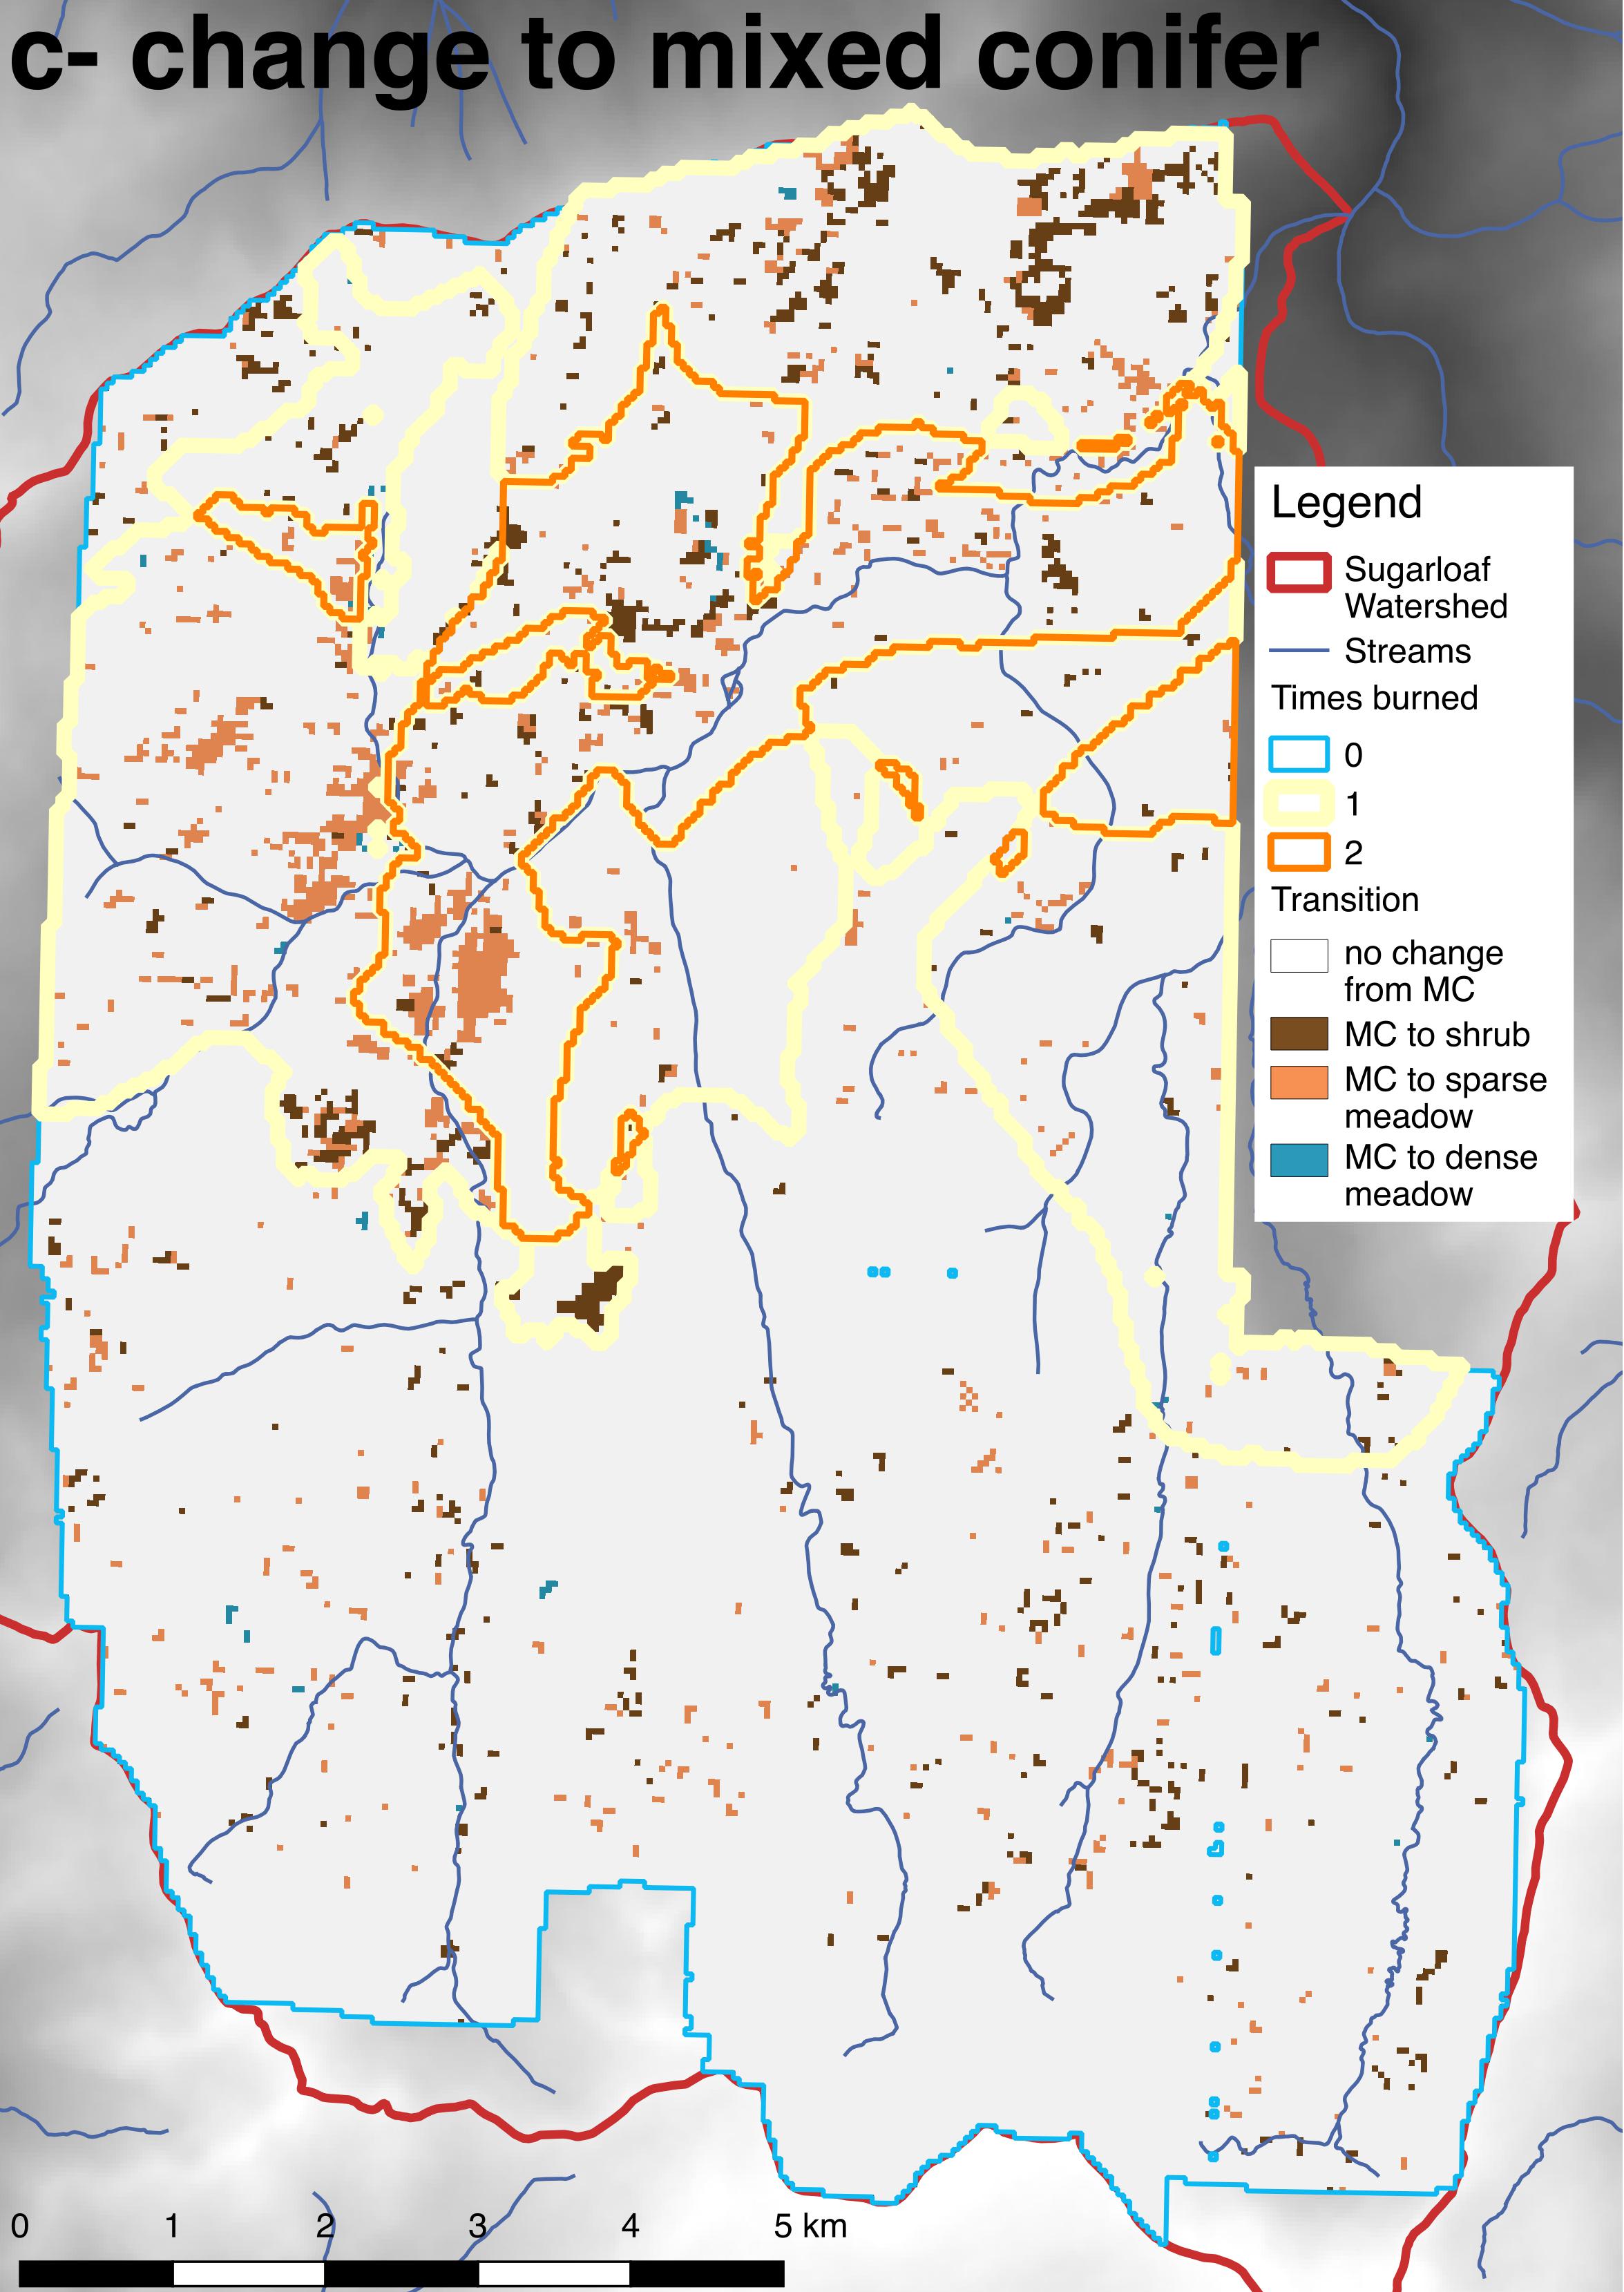 c- change to mixed conifer
Legend
Sugarloaf
Watershed
Streams
Times burned
0
1
2
Transition
no change
from MC
MC to shrub
MC to sparse
meadow
MC to dense
meadow
0 1 2 3 4 5 km